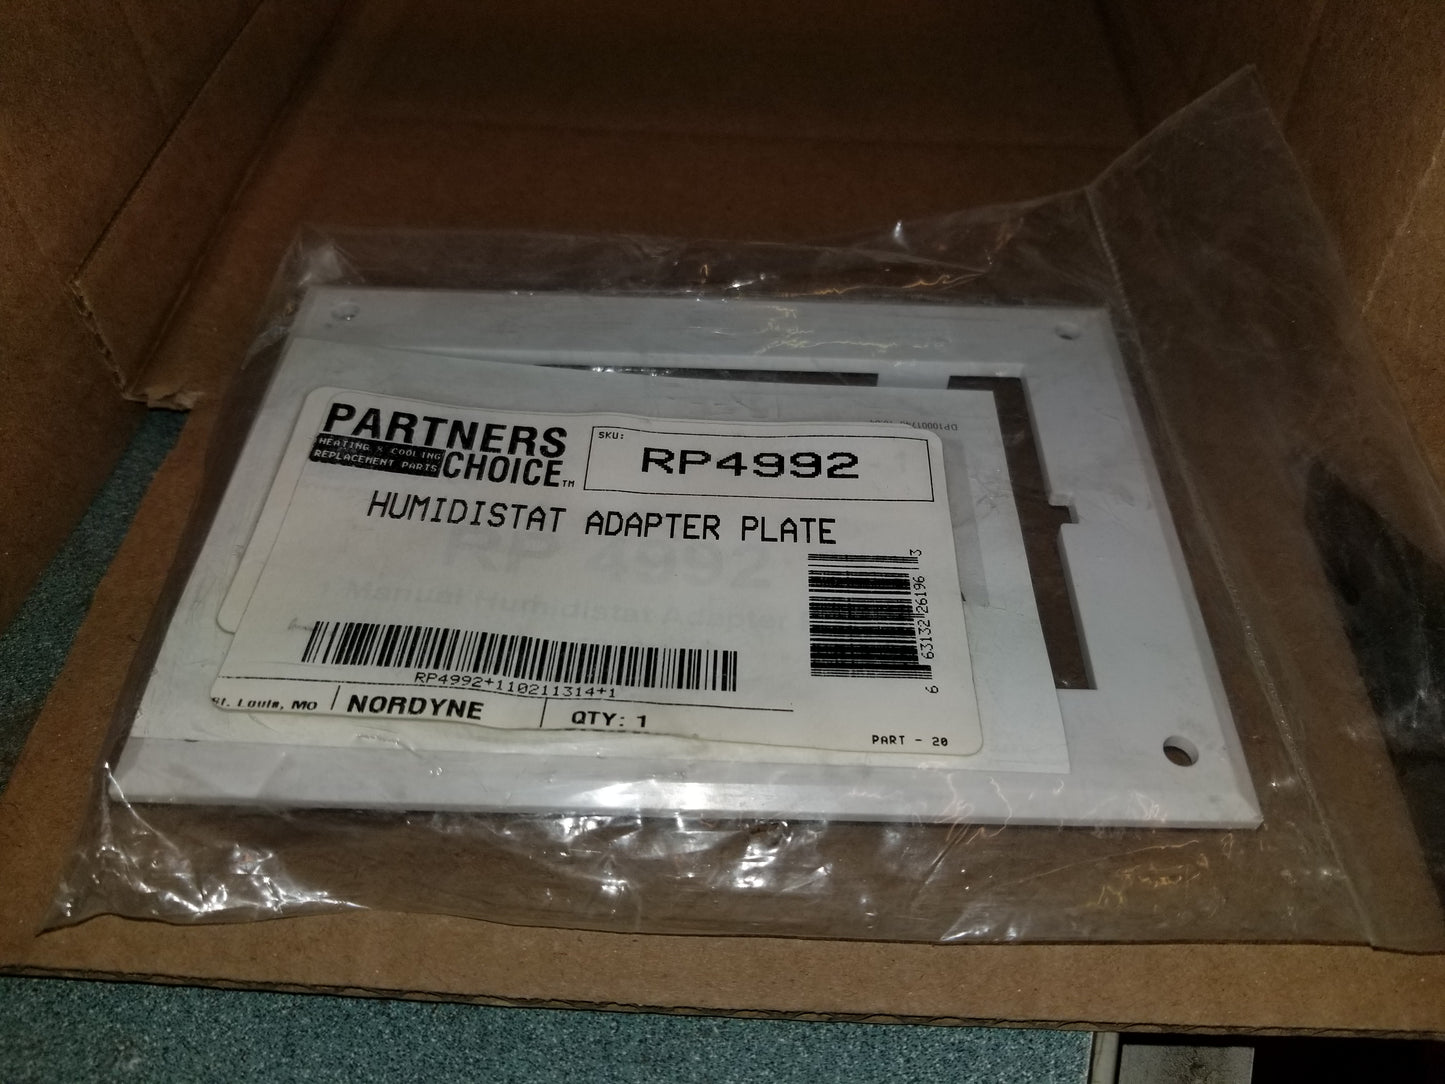 PARTNERS
HEATING & COOLING
REPLACEMENT PARTS
CHOICE™
SKU:
RP4992
HUMIDISTAT ADAPTER PLATE
RP 4992
Manual Humidistat Adapter
6 63132 26196 3
RP4992+110211314+1
St. Louis, MO
NORDYNE
QTY: 1
PART - 20